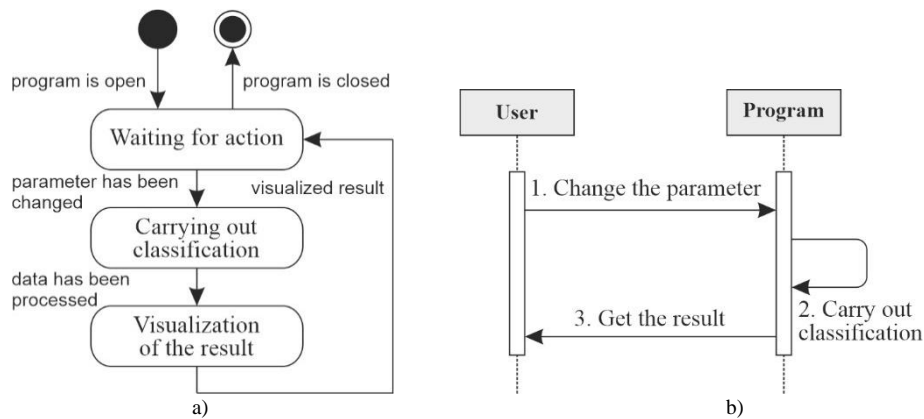 program is open
program is closed
Waiting for action
parameter has been
changed
visualized result
Carrying out
classification
data has been
processed
Visualization
of the result
a)
User
Program
1. Change the parameter
2. Carry out
classification
3. Get the result
b)